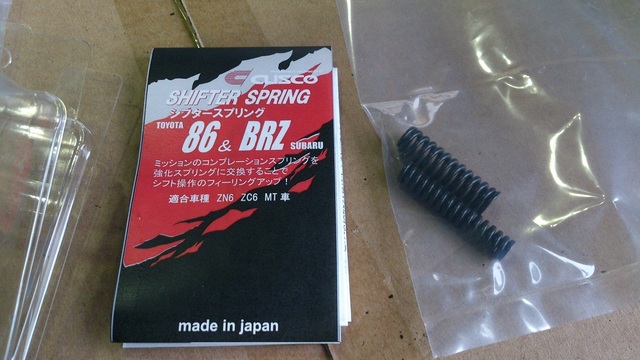 CUSCO
SHIFTER SPRING
シフタースプリング
TOYOTA 86 & BRZ SUBARU
ミッションのコンプレーションスプリングを
強化スプリングに交換することで
シフト操作のフィーリングアップ！
適合車種 ZN6 ZC6 MT車
made in japan